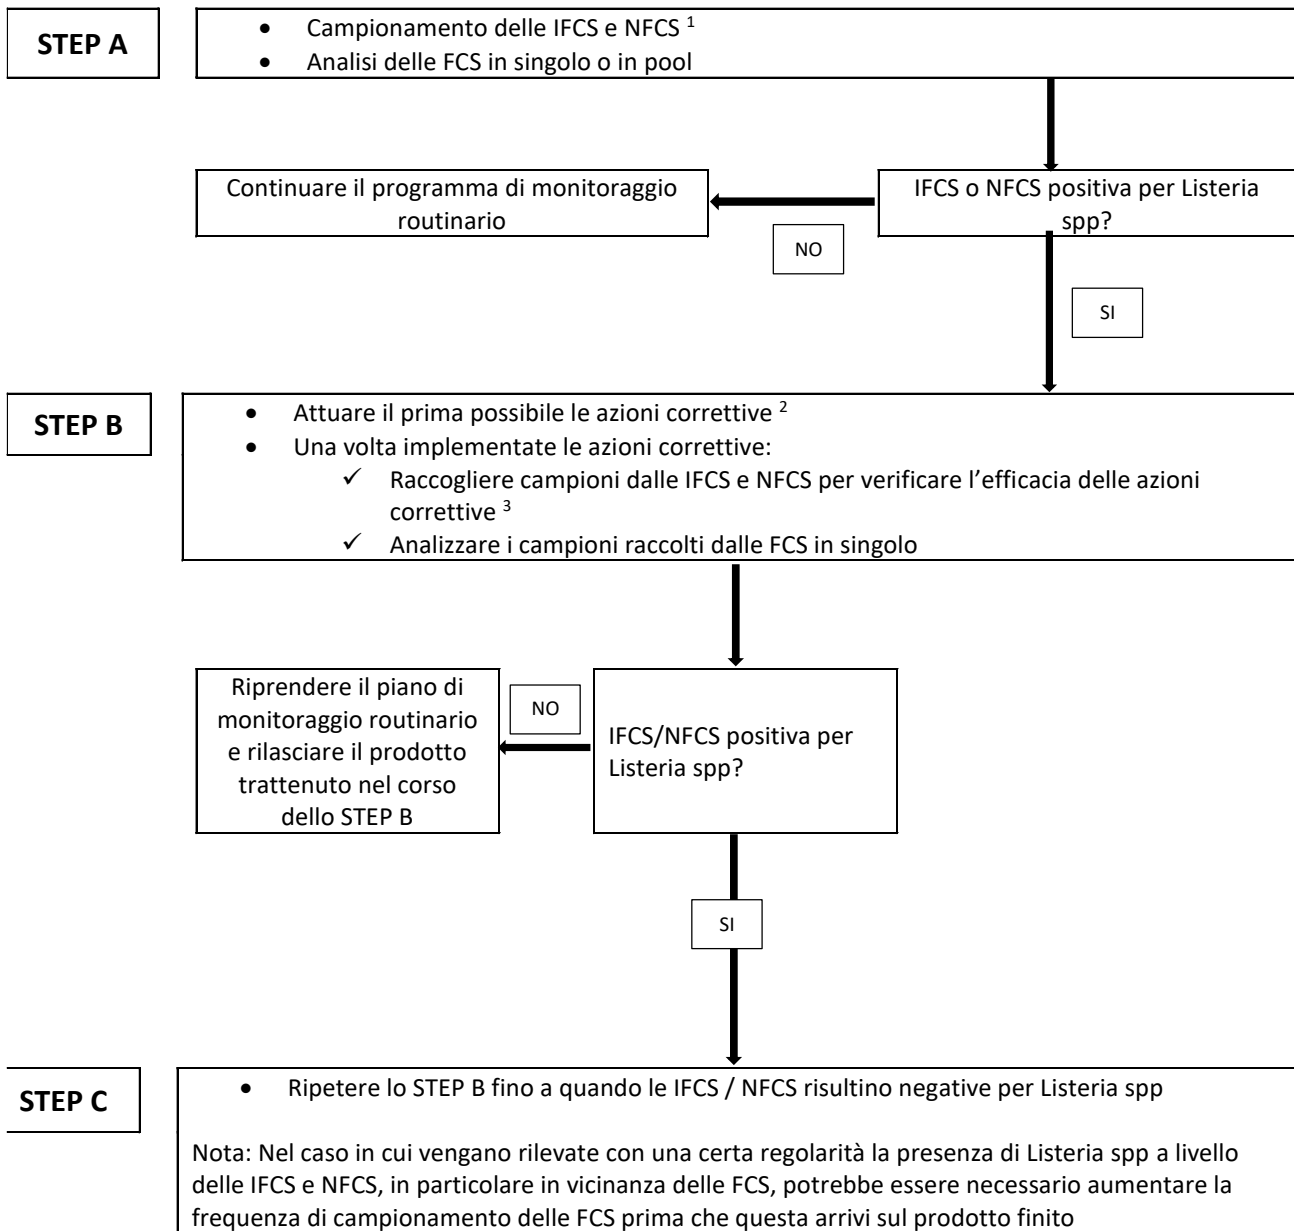 STEP A
• Campionamento delle IFCS e NFCS 1
• Analisi delle FCS in singolo o in pool
Continuare il programma di monitoraggio
routinario
IFCS o NFCS positiva per Listeria
spp?
NO
SI
STEP B
• Attuare il prima possibile le azioni correttive 2
• Una volta implementate le azioni correttive:
✓ Raccogliere campioni dalle IFCS e NFCS per verificare l'efficacia delle azioni
correttive 3
✓ Analizzare i campioni raccolti dalle FCS in singolo
Riprendere il piano di
monitoraggio routinario
e rilasciare il prodotto
trattenuto nel corso
dello STEP B
NO
IFCS/NFCS positiva per
Listeria spp?
SI
STEP C
• Ripetere lo STEP B fino a quando le IFCS / NFCS risultino negative per Listeria spp
Nota: Nel caso in cui vengano rilevate con una certa regolarità la presenza di Listeria spp a livello
delle IFCS e NFCS, in particolare in vicinanza delle FCS, potrebbe essere necessario aumentare la
frequenza di campionamento delle FCS prima che questa arrivi sul prodotto finito